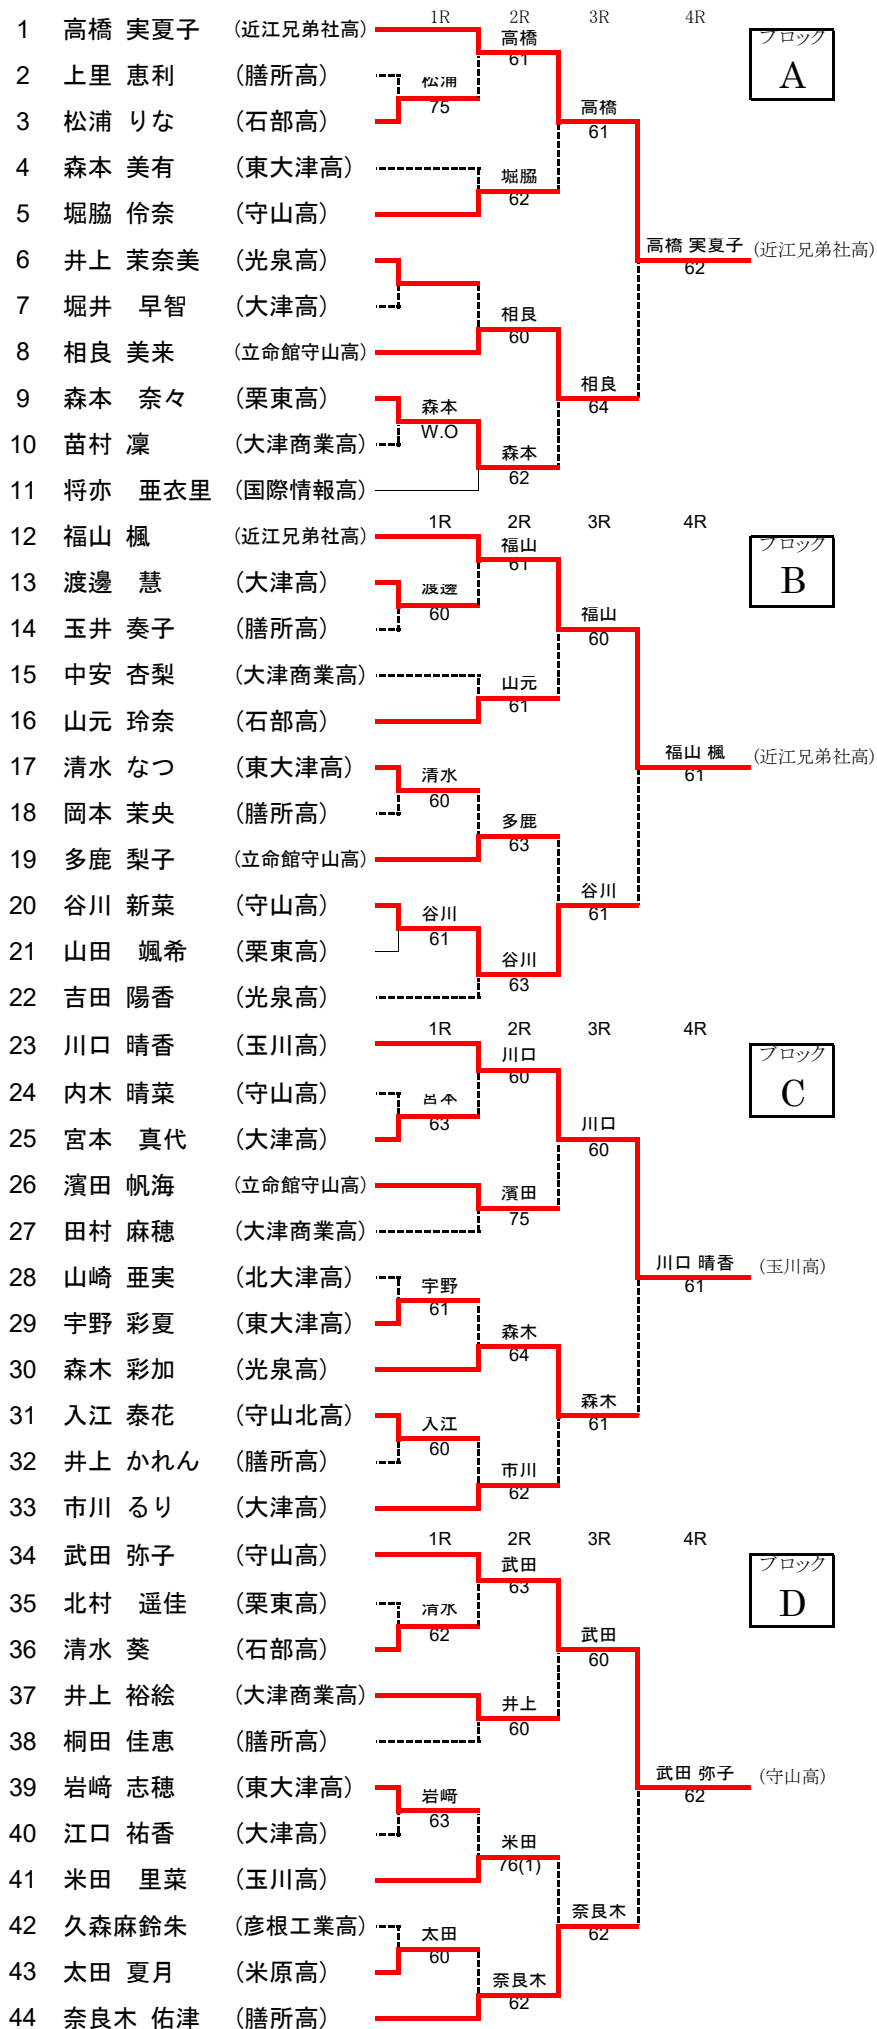 1R 2R 3R 4R
1 高橋 実夏子 (近江兄弟社高)
高橋
61
ブロック
A
2 上里 恵利 (膳所高)
松浦
75
3 松浦 りな (石部高)
高橋
61
4 森本 美有 (東大津高)
堀脇
62
5 堀脇 伶奈 (守山高)
高橋 実夏子 (近江兄弟社高)
62
6 井上 茉奈美 (光泉高)
7 堀井 早智 (大津高)
相良
60
8 相良 美来 (立命館守山高)
相良
64
9 森本 奈々 (栗東高)
森本
W.O
10 苗村 凜 (大津商業高)
森本
62
11 将亦 亜衣里 (国際情報高)
1R 2R 3R 4R
12 福山 楓 (近江兄弟社高)
福山
61
ブロック
B
13 渡邊 慧 (大津高)
渡邊
60
14 玉井 奏子 (膳所高)
福山
60
15 中安 杏梨 (大津商業高)
山元
61
16 山元 玲奈 (石部高)
福山 楓 (近江兄弟社高)
61
17 清水 なつ (東大津高)
清水
60
18 岡本 茉央 (膳所高)
多鹿
63
19 多鹿 梨子 (立命館守山高)
谷川
61
20 谷川 新菜 (守山高)
谷川
61
21 山田 颯希 (栗東高)
谷川
63
22 吉田 陽香 (光泉高)
1R 2R 3R 4R
23 川口 晴香 (玉川高)
川口
60
ブロック
C
24 内木 晴菜 (守山高)
宮本
63
25 宮本 真代 (大津高)
川口
60
26 濱田 帆海 (立命館守山高)
濱田
75
27 田村 麻穂 (大津商業高)
川口 晴香 (玉川高)
61
28 山崎 亜実 (北大津高)
宇野
61
29 宇野 彩夏 (東大津高)
森木
64
30 森木 彩加 (光泉高)
森木
61
31 入江 泰花 (守山北高)
入江
60
32 井上 かれん (膳所高)
市川
62
33 市川 るり (大津高)
1R 2R 3R 4R
34 武田 弥子 (守山高)
武田
63
ブロック
D
35 北村 遥佳 (栗東高)
清水
62
36 清水 葵 (石部高)
武田
60
37 井上 裕絵 (大津商業高)
井上
60
38 桐田 佳恵 (膳所高)
武田 弥子 (守山高)
62
39 岩﨑 志穂 (東大津高)
岩﨑
63
40 江口 祐香 (大津高)
米田
76(1)
41 米田 里菜 (玉川高)
奈良木
62
42 久森麻鈴朱 (彦根工業高)
太田
60
43 太田 夏月 (米原高)
奈良木
62
44 奈良木 佑津 (膳所高)